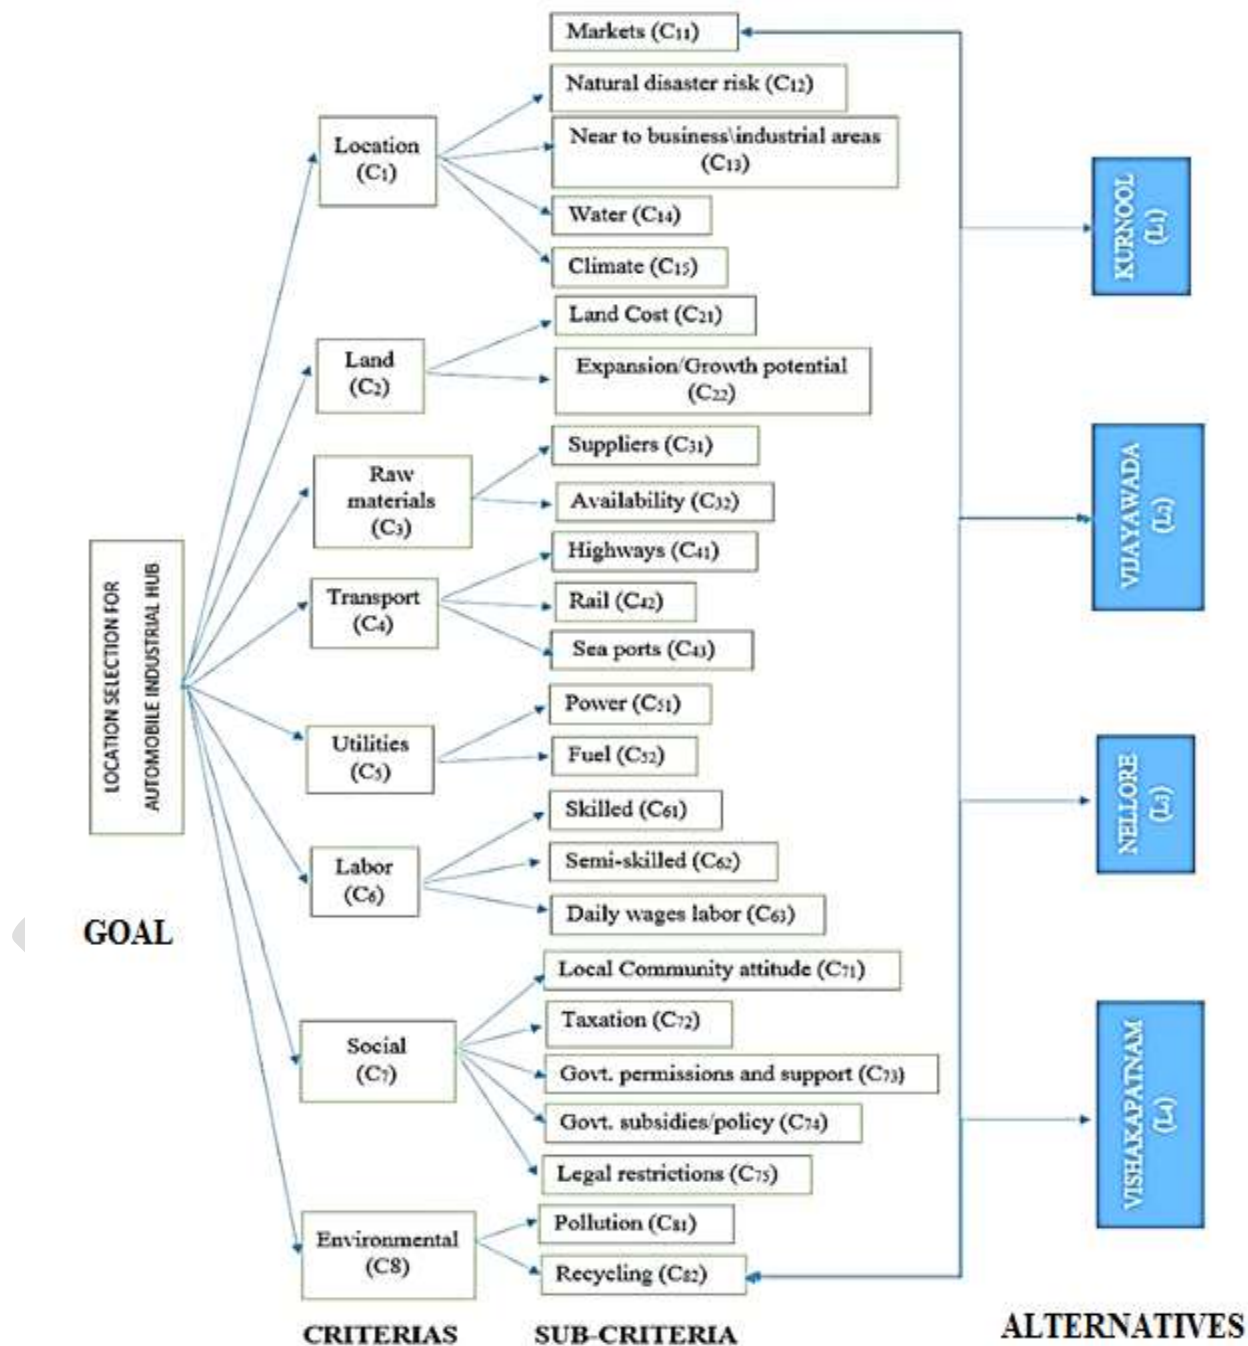 Markets (C₁₁)
Natural disaster risk (C₁₂)
Near to business\industrial areas
(C₁₃)
Water (C₁₄)
Climate (C₁₅)
Location
(C₁)
Land Cost (C₂₁)
Expansion/Growth potential
(C₂₂)
Land
(C₂)
Suppliers (C₃₁)
Availability (C₃₂)
Raw
materials
(C₃)
Highways (C₄₁)
Rail (C₄₂)
Sea ports (C₄₃)
Transport
(C₄)
LOCATION SELECTION FOR
AUTOMOBILE INDUSTRIAL HUB
Power (C₅₁)
Fuel (C₅₂)
Utilities
(C₅)
Skilled (C₆₁)
Semi-skilled (C₆₂)
Daily wages labor (C₆₃)
Labor
(C₆)
GOAL
Local Community attitude (C₇₁)
Taxation (C₇₂)
Govt. permissions and support (C₇₃)
Govt. subsidies/policy (C₇₄)
Legal restrictions (C₇₅)
Social
(C₇)
Pollution (C₈₁)
Recycling (C₈₂)
Environmental
(C8)
KURNOOL
(L₁)
VIJAYAWADA
(L₂)
NELLORE
(L₃)
VISHAKAPATNAM
(L₄)
CRITERIAS
SUB-CRITERIA
ALTERNATIVES